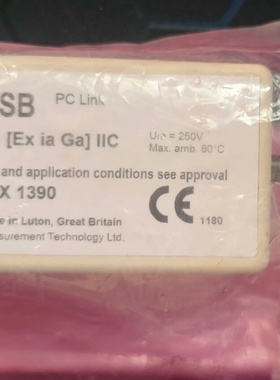 SB PC Link
[Ex ia Ga] IIC Um = 250V
Max. amb. 60°C
and application conditions see approval
X 1390
CE 1180
e in Luton, Great Britain
surement Technology Ltd.